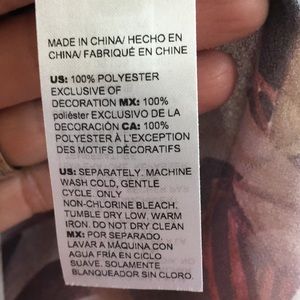 MADE IN CHINA/ HECHO EN
CHINA/ FABRIQUÉ EN CHINE
US: 100% POLYESTER
EXCLUSIVE OF
DECORATION MX: 100%
poliéster EXCLUSIVO DE LA
DECORACIÓN CA: 100%
POLYESTER À L'EXCEPTION
DES MOTIFS DÉCORATIFS
US: SEPARATELY. MACHINE
WASH COLD, GENTLE
CYCLE. ONLY
NON-CHLORINE BLEACH.
TUMBLE DRY LOW. WARM
IRON. DO NOT DRY CLEAN
MX: POR SEPARADO.
LAVAR A MÁQUINA CON
AGUA FRÍA EN CICLO
SUAVE. SOLAMENTE
BLANQUEADOR SIN CLORO.